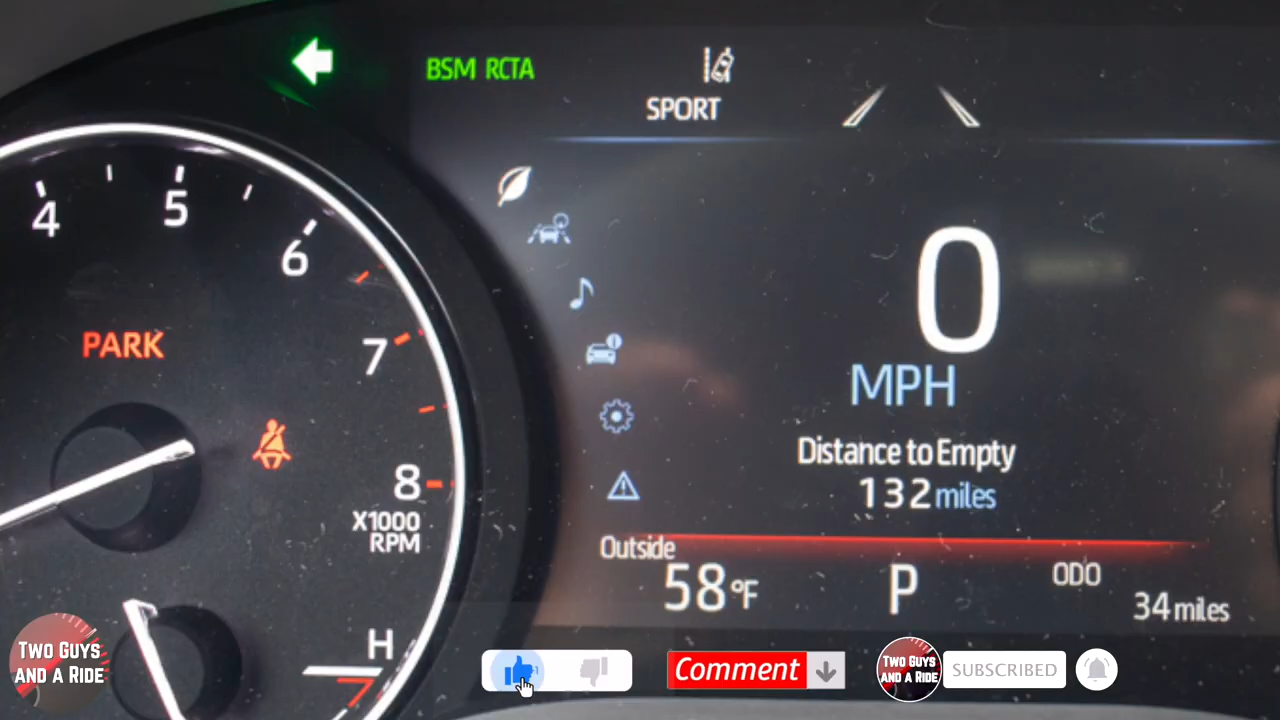 BSM RCTA
SPORT
4
5
6
7
8
X1000
RPM
PARK
H
0
MPH
Distance to Empty
132 miles
Outside
58 °F
P
ODO
34 miles
TWO GUYS
AND A RIDE
Comment
TWO GUYS
AND A RIDE
SUBSCRIBED